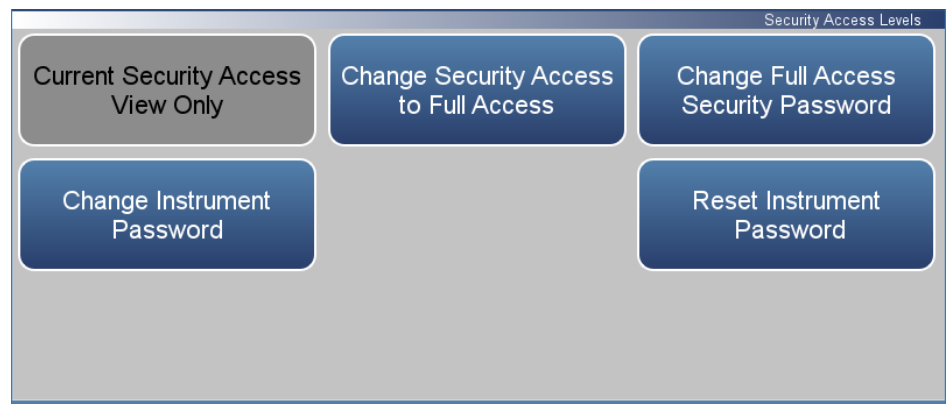 Security Access Levels
Current Security Access
View Only
Change Security Access
to Full Access
Change Full Access
Security Password
Change Instrument
Password
Reset Instrument
Password